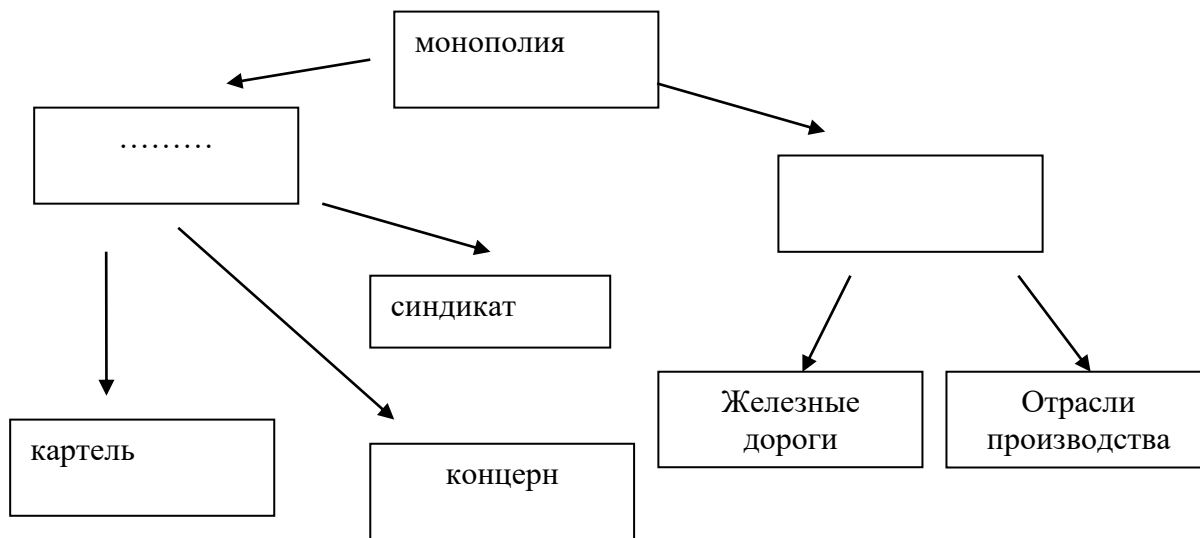 монополия
………
синдикат
Железные
дороги
Отрасли
производства
картель
концерн